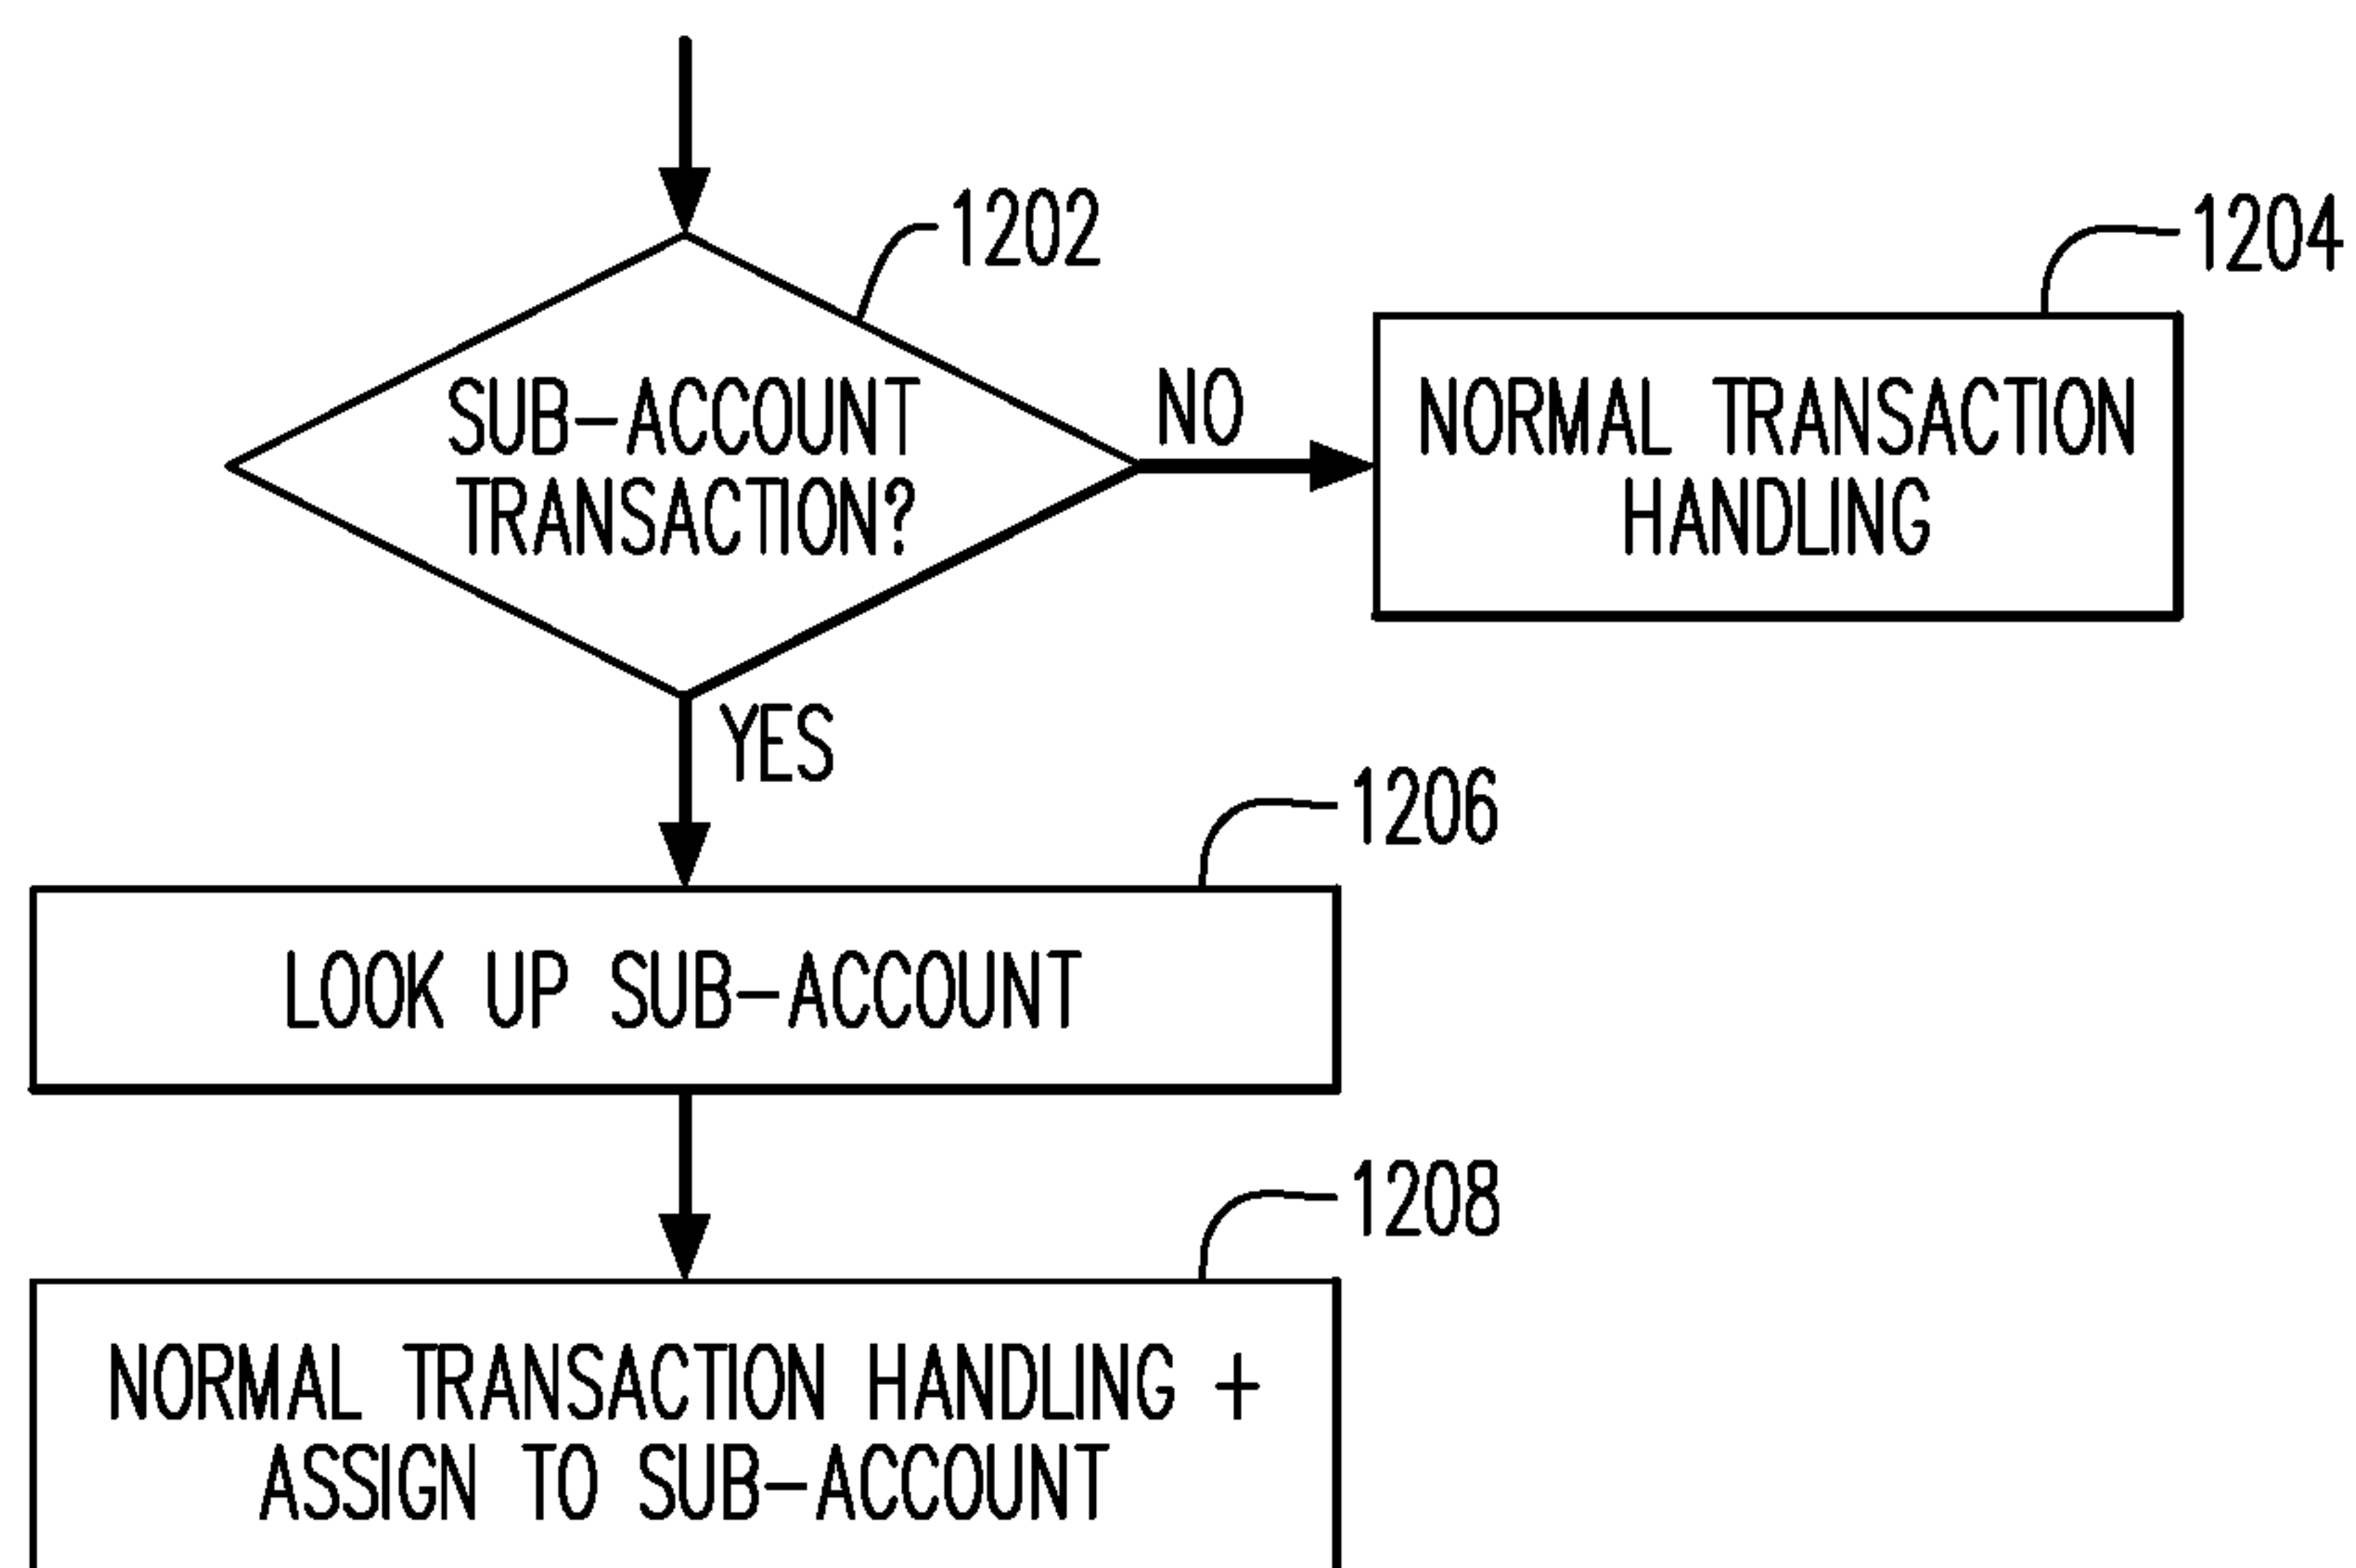 1202
1204
SUB-ACCOUNT
TRANSACTION?
NO
NORMAL TRANSACTION
HANDLING
YES
1206
LOOK UP SUB-ACCOUNT
1208
NORMAL TRANSACTION HANDLING +
ASSIGN TO SUB-ACCOUNT